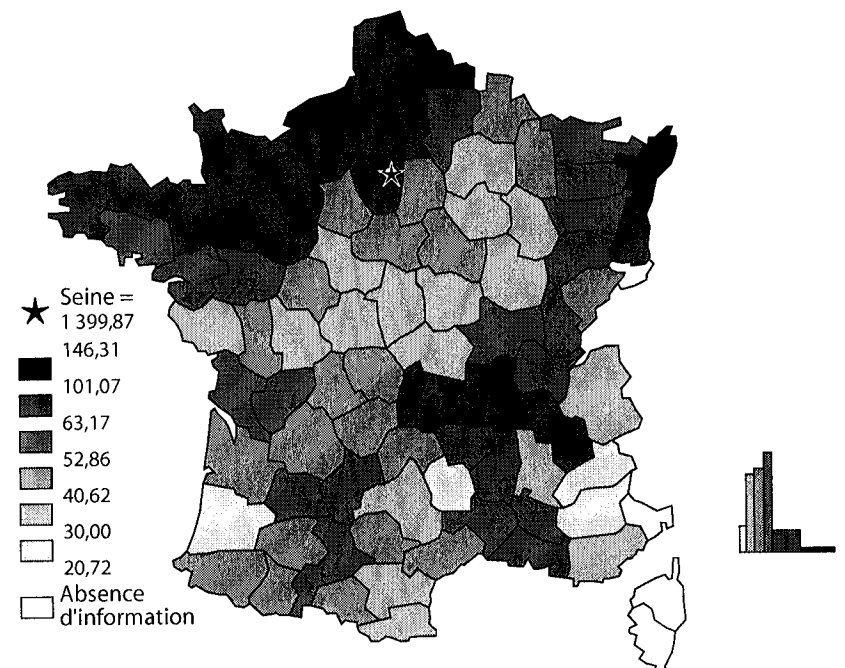 Seine =
1 399,87
146,31
101,07
63,17
52,86
40,62
30,00
20,72
Absence
d'information